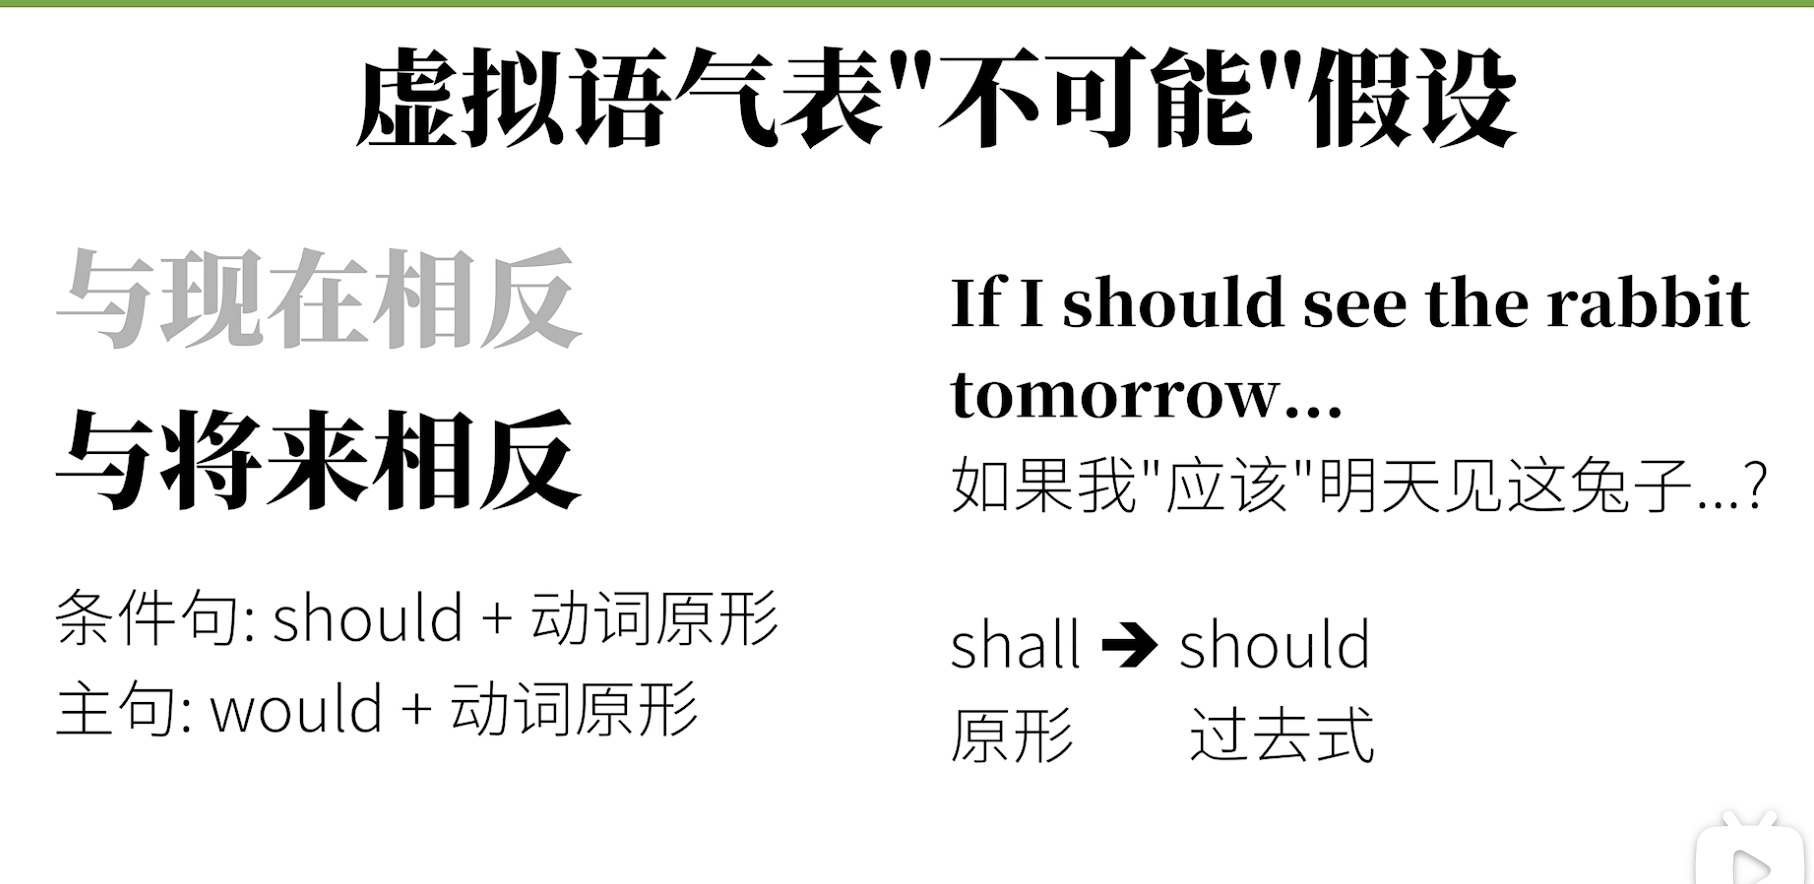 虚拟语气表"不可能"假设
与现在相反
与将来相反
条件句: should + 动词原形
主句: would + 动词原形
If I should see the rabbit
tomorrow...
如果我"应该"明天见这兔子...?
shall ➔ should
原形 过去式